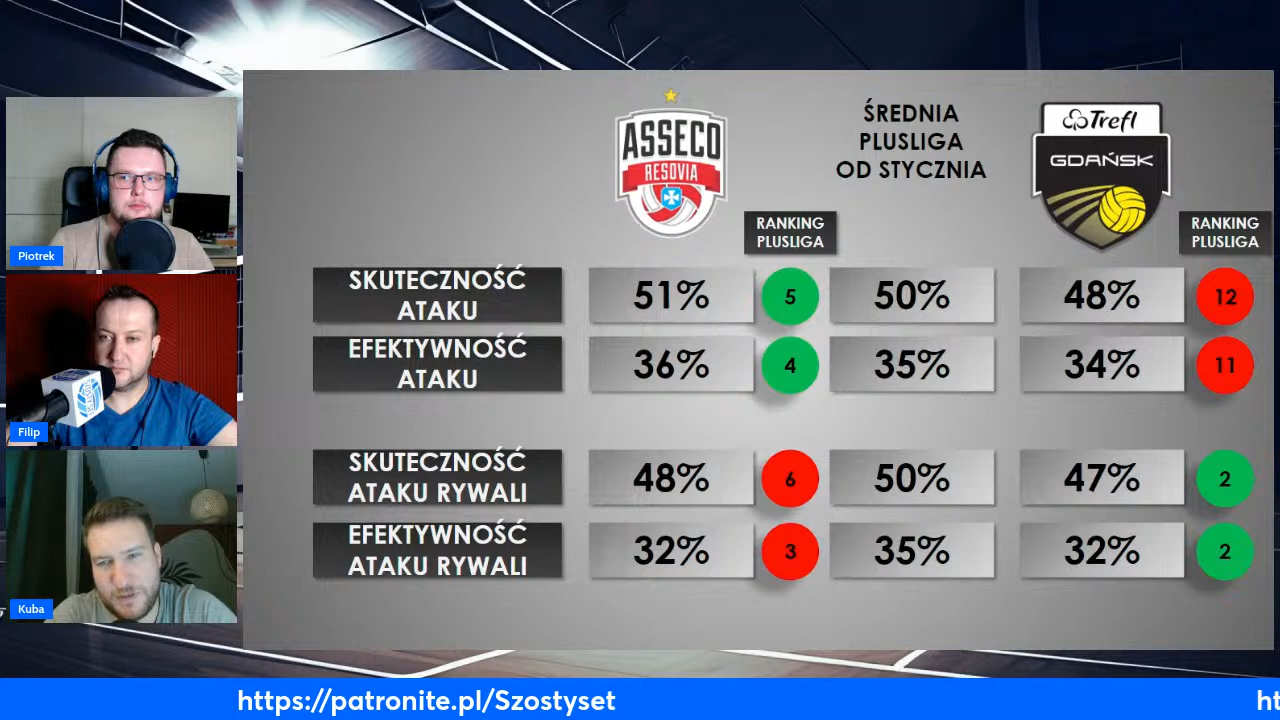 ASSECO
RESOVIA
ŚREDNIA
PLUSLIGA
OD STYCZNIA
Trefl
GDAŃSK
RANKING
PLUSLIGA
RANKING
PLUSLIGA
SKUTECZNOŚĆ
ATAKU
51%
5
50%
48%
12
EFEKTYWNOŚĆ
ATAKU
36%
4
35%
34%
11
SKUTECZNOŚĆ
ATAKU RYWALI
48%
6
50%
47%
2
EFEKTYWNOŚĆ
ATAKU RYWALI
32%
3
35%
32%
2
Piotrek
Filip
Kuba
https://patronite.pl/Szostyset
ht